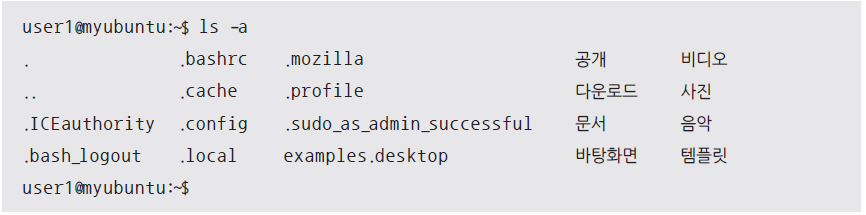 user1@myubuntu:~$ ls -a
. .bashrc .mozilla 공개 비디오
.. .cache .profile 다운로드 사진
.ICEauthority .config .sudo_as_admin_successful 문서 음악
.bash_logout .local examples.desktop 바탕화면 템플릿
user1@myubuntu:~$